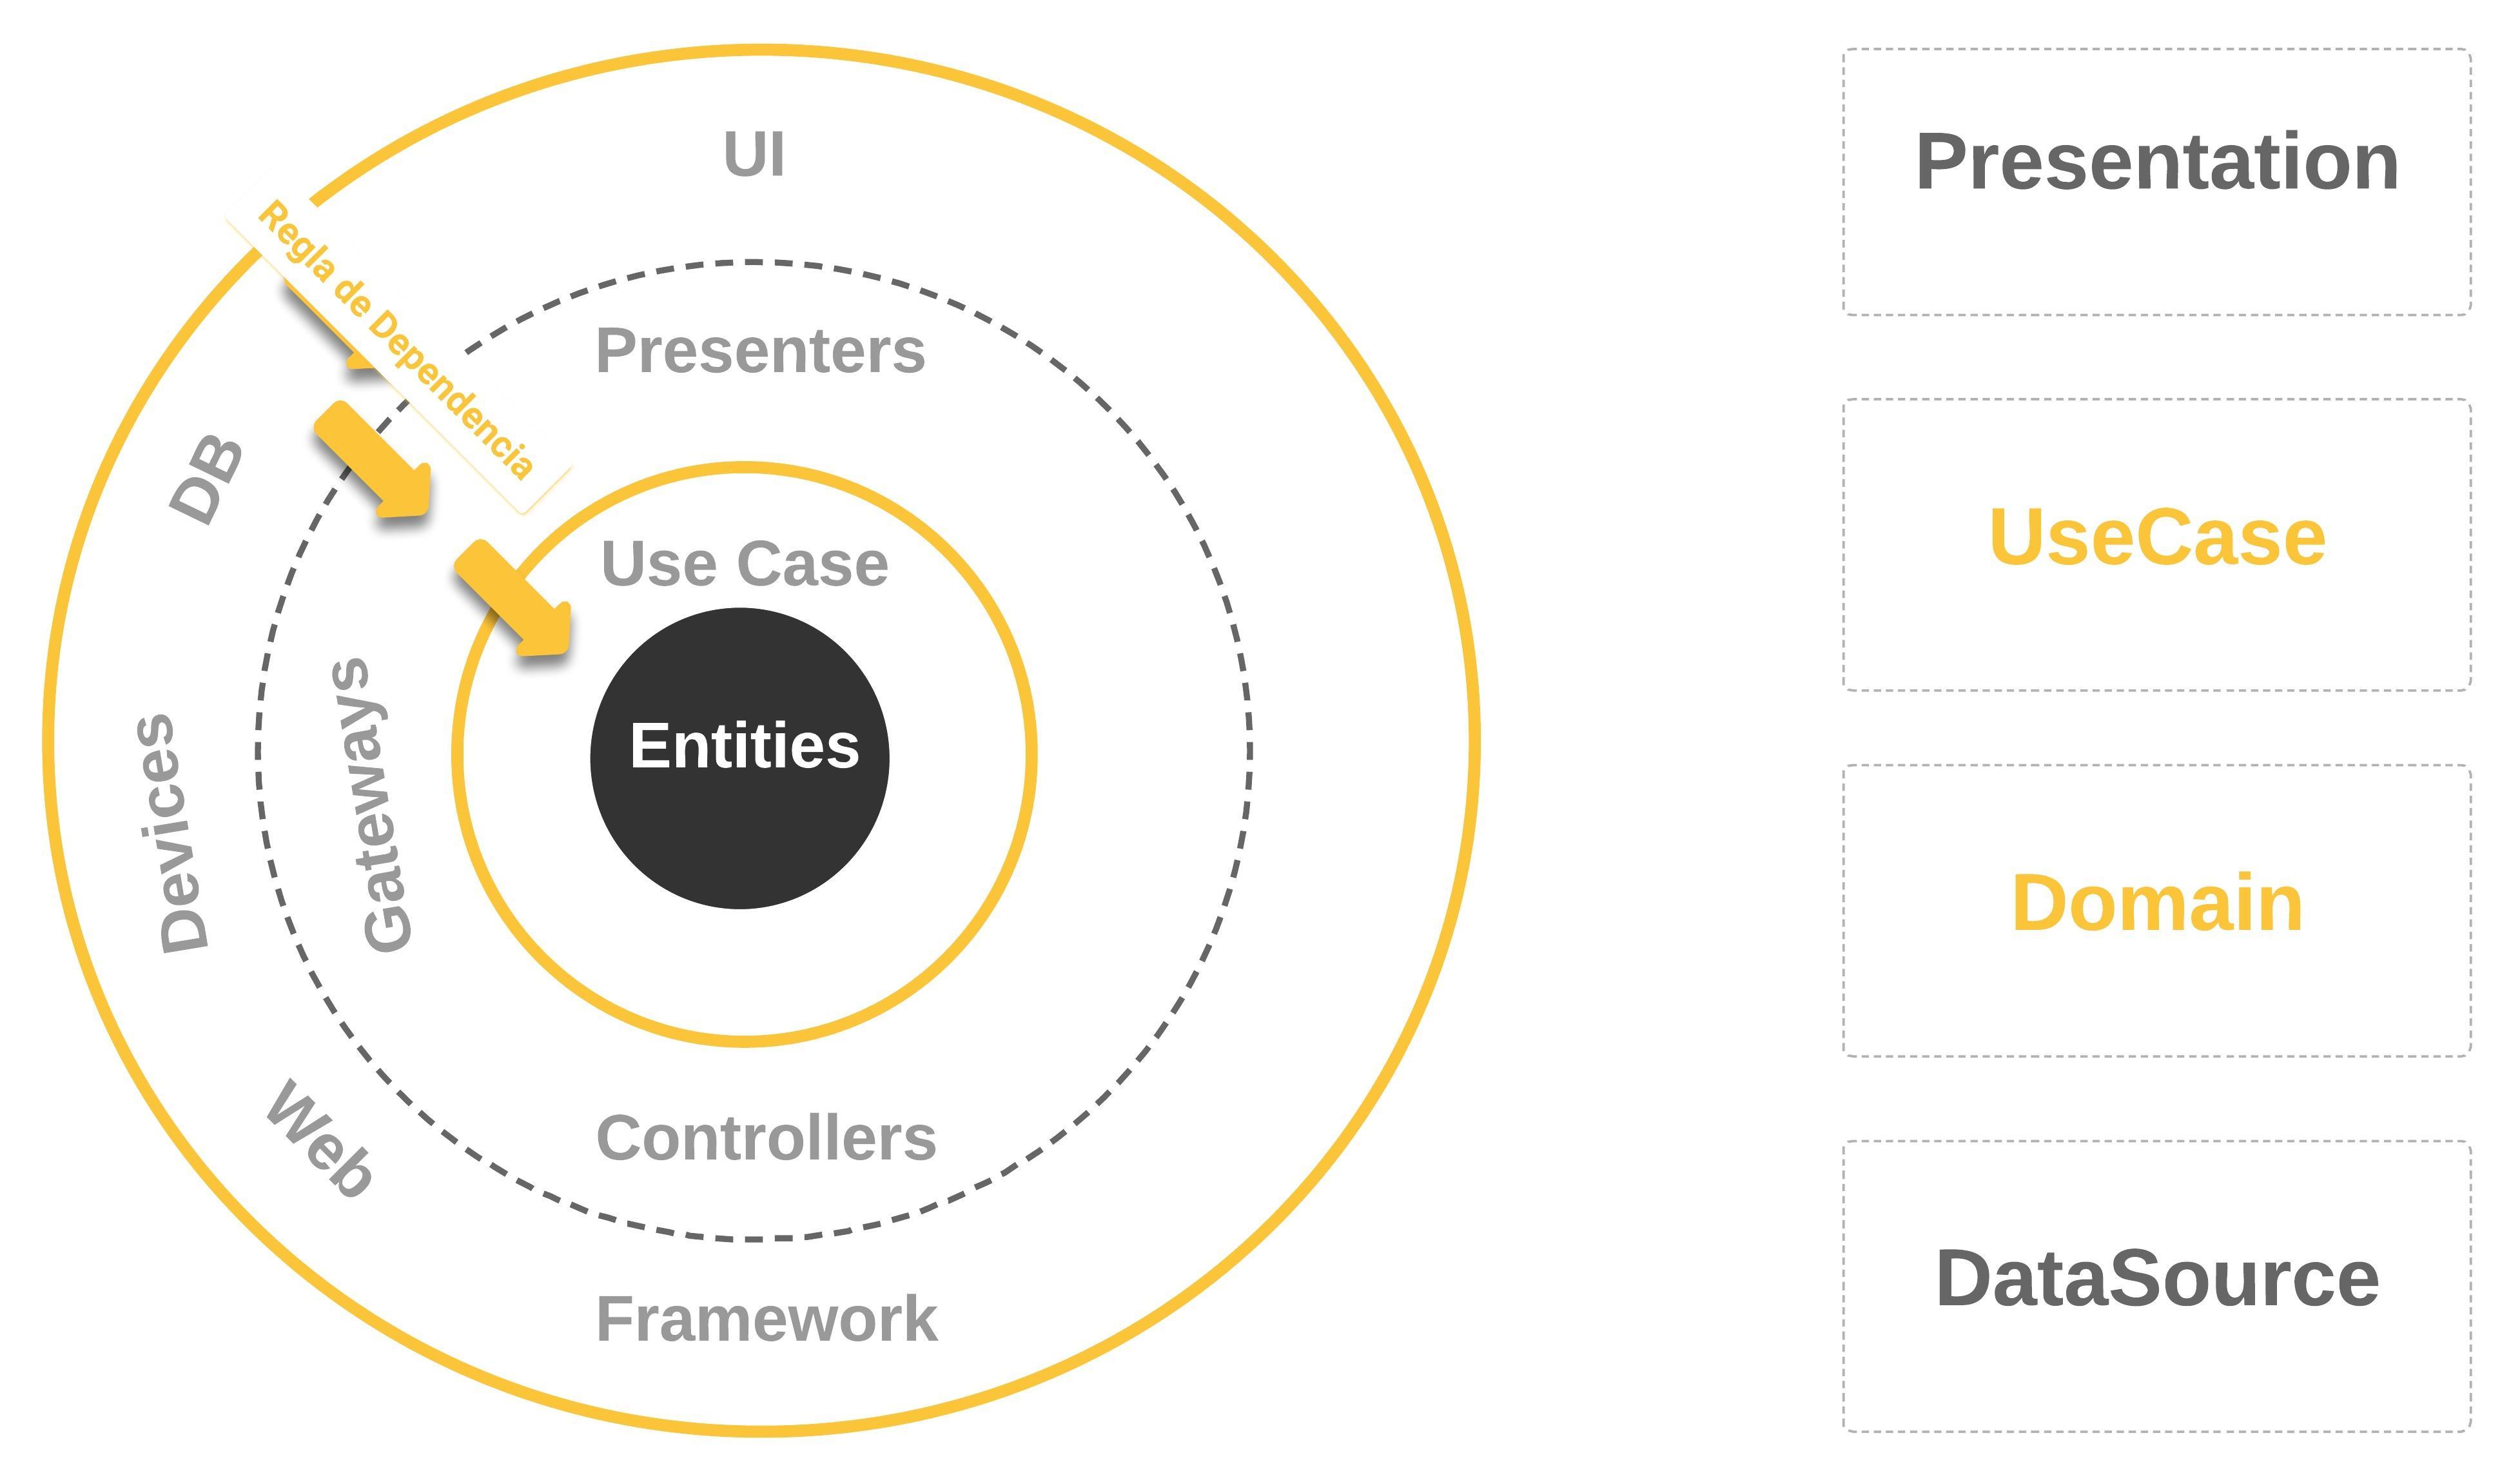 UI
Regla de Dependencia
Presenters
DB
Use Case
Entities
Gateways
Devices
Web
Controllers
Framework
Presentation
UseCase
Domain
DataSource